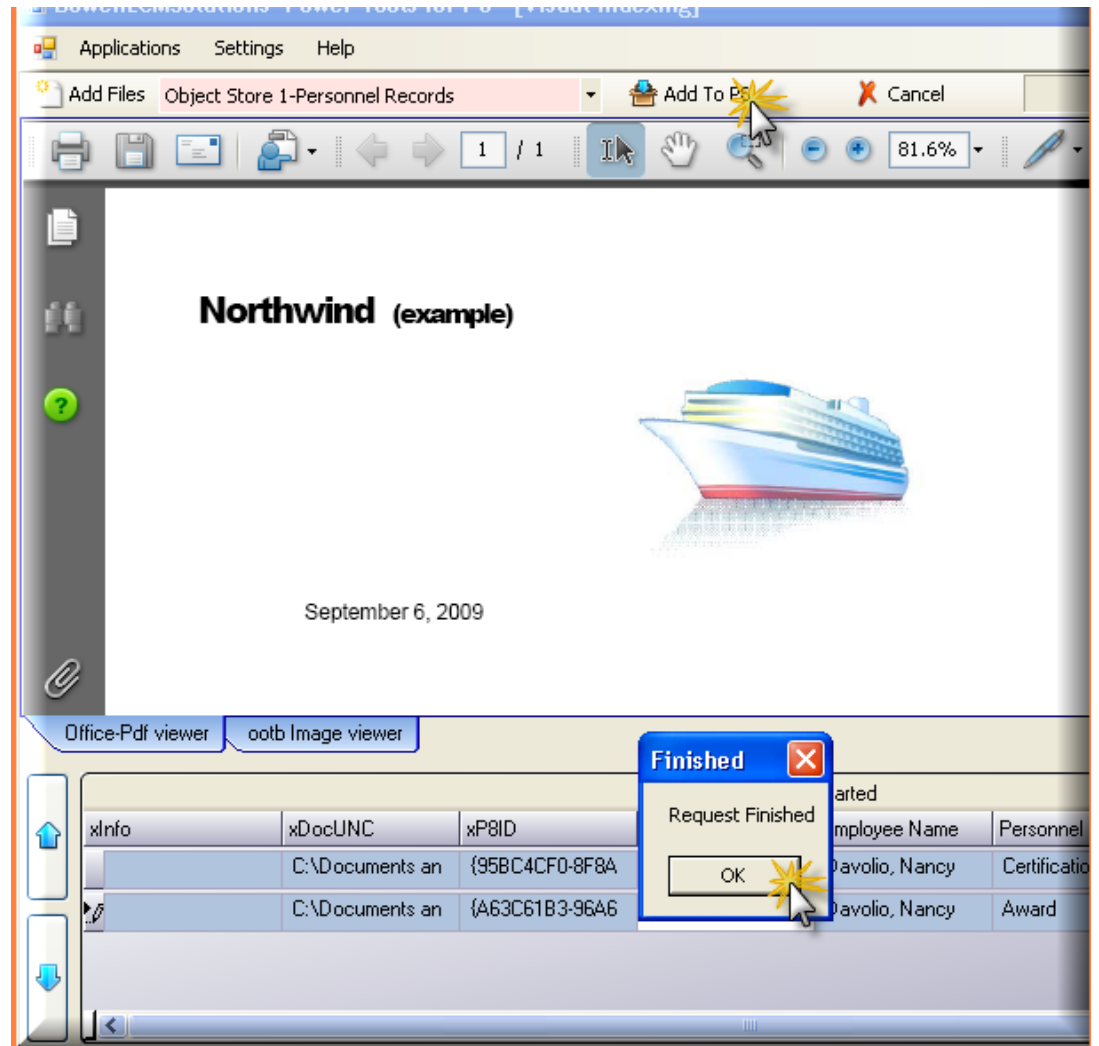 Applications Settings Help
Add Files Object Store 1-Personnel Records Add To Cancel
1 / 1 81.6%
Northwind (example)
September 6, 2009
Office-Pdf viewer ootb Image viewer
Finished
Request Finished
OK
arted
xInfo xDocUNC xP8ID mployee Name Personnel
C:\Documents an {95BC4CF0-8F8A Davolio, Nancy Certificatio
C:\Documents an {A63C61B3-96A6 Davolio, Nancy Award